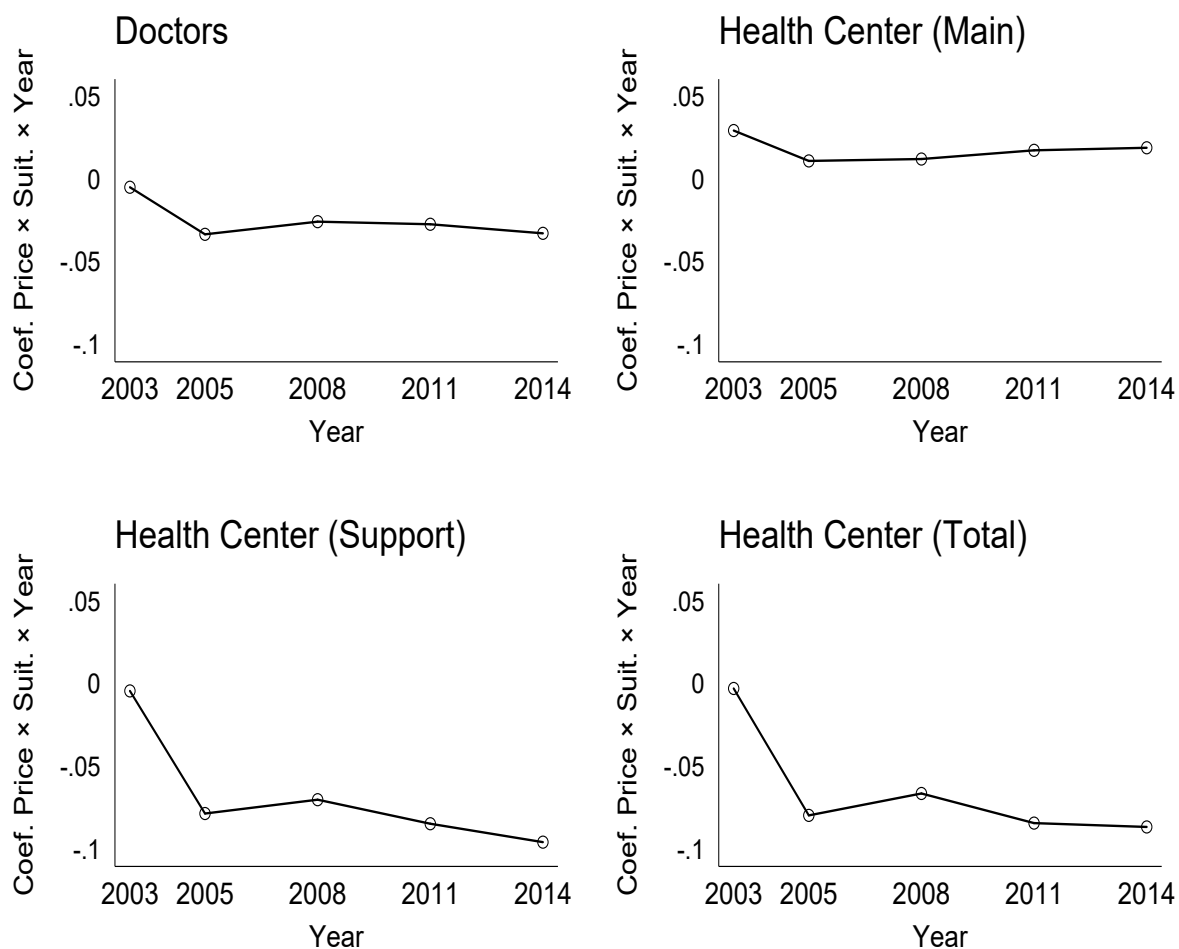 Doctors
Coef. Price × Suit. × Year
.05
0
-.05
-.1
2003 2005 2008 2011 2014
Year
Health Center (Main)
Coef. Price × Suit. × Year
.05
0
-.05
-.1
2003 2005 2008 2011 2014
Year
Health Center (Support)
Coef. Price × Suit. × Year
.05
0
-.05
-.1
2003 2005 2008 2011 2014
Year
Health Center (Total)
Coef. Price × Suit. × Year
.05
0
-.05
-.1
2003 2005 2008 2011 2014
Year